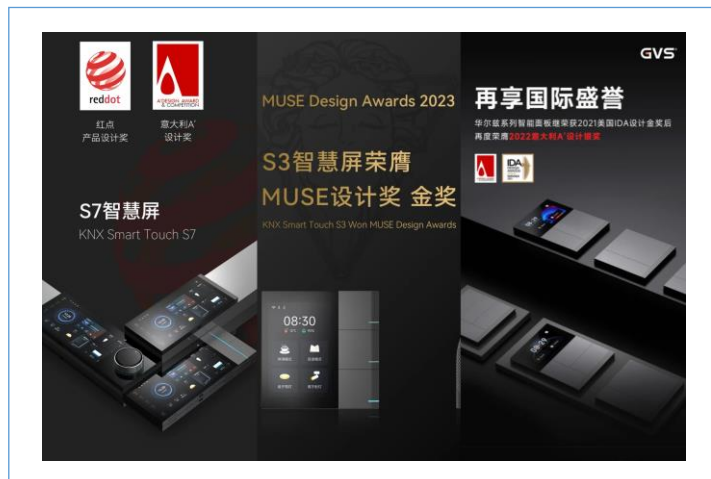 reddot
A'DESIGN AWARD
& COMPETITION
红点
产品设计奖
意大利A'
设计奖
S7智慧屏
KNX Smart Touch S7
MUSE Design Awards 2023
S3智慧屏荣膺
MUSE设计奖 金奖
KNX Smart Touch S3 Won MUSE Design Awards
08:30
GVS
再享国际盛誉
华尔兹系列智能面板继荣获2021美国IDA设计金奖后
再度荣膺2022意大利A'设计银奖
IDA